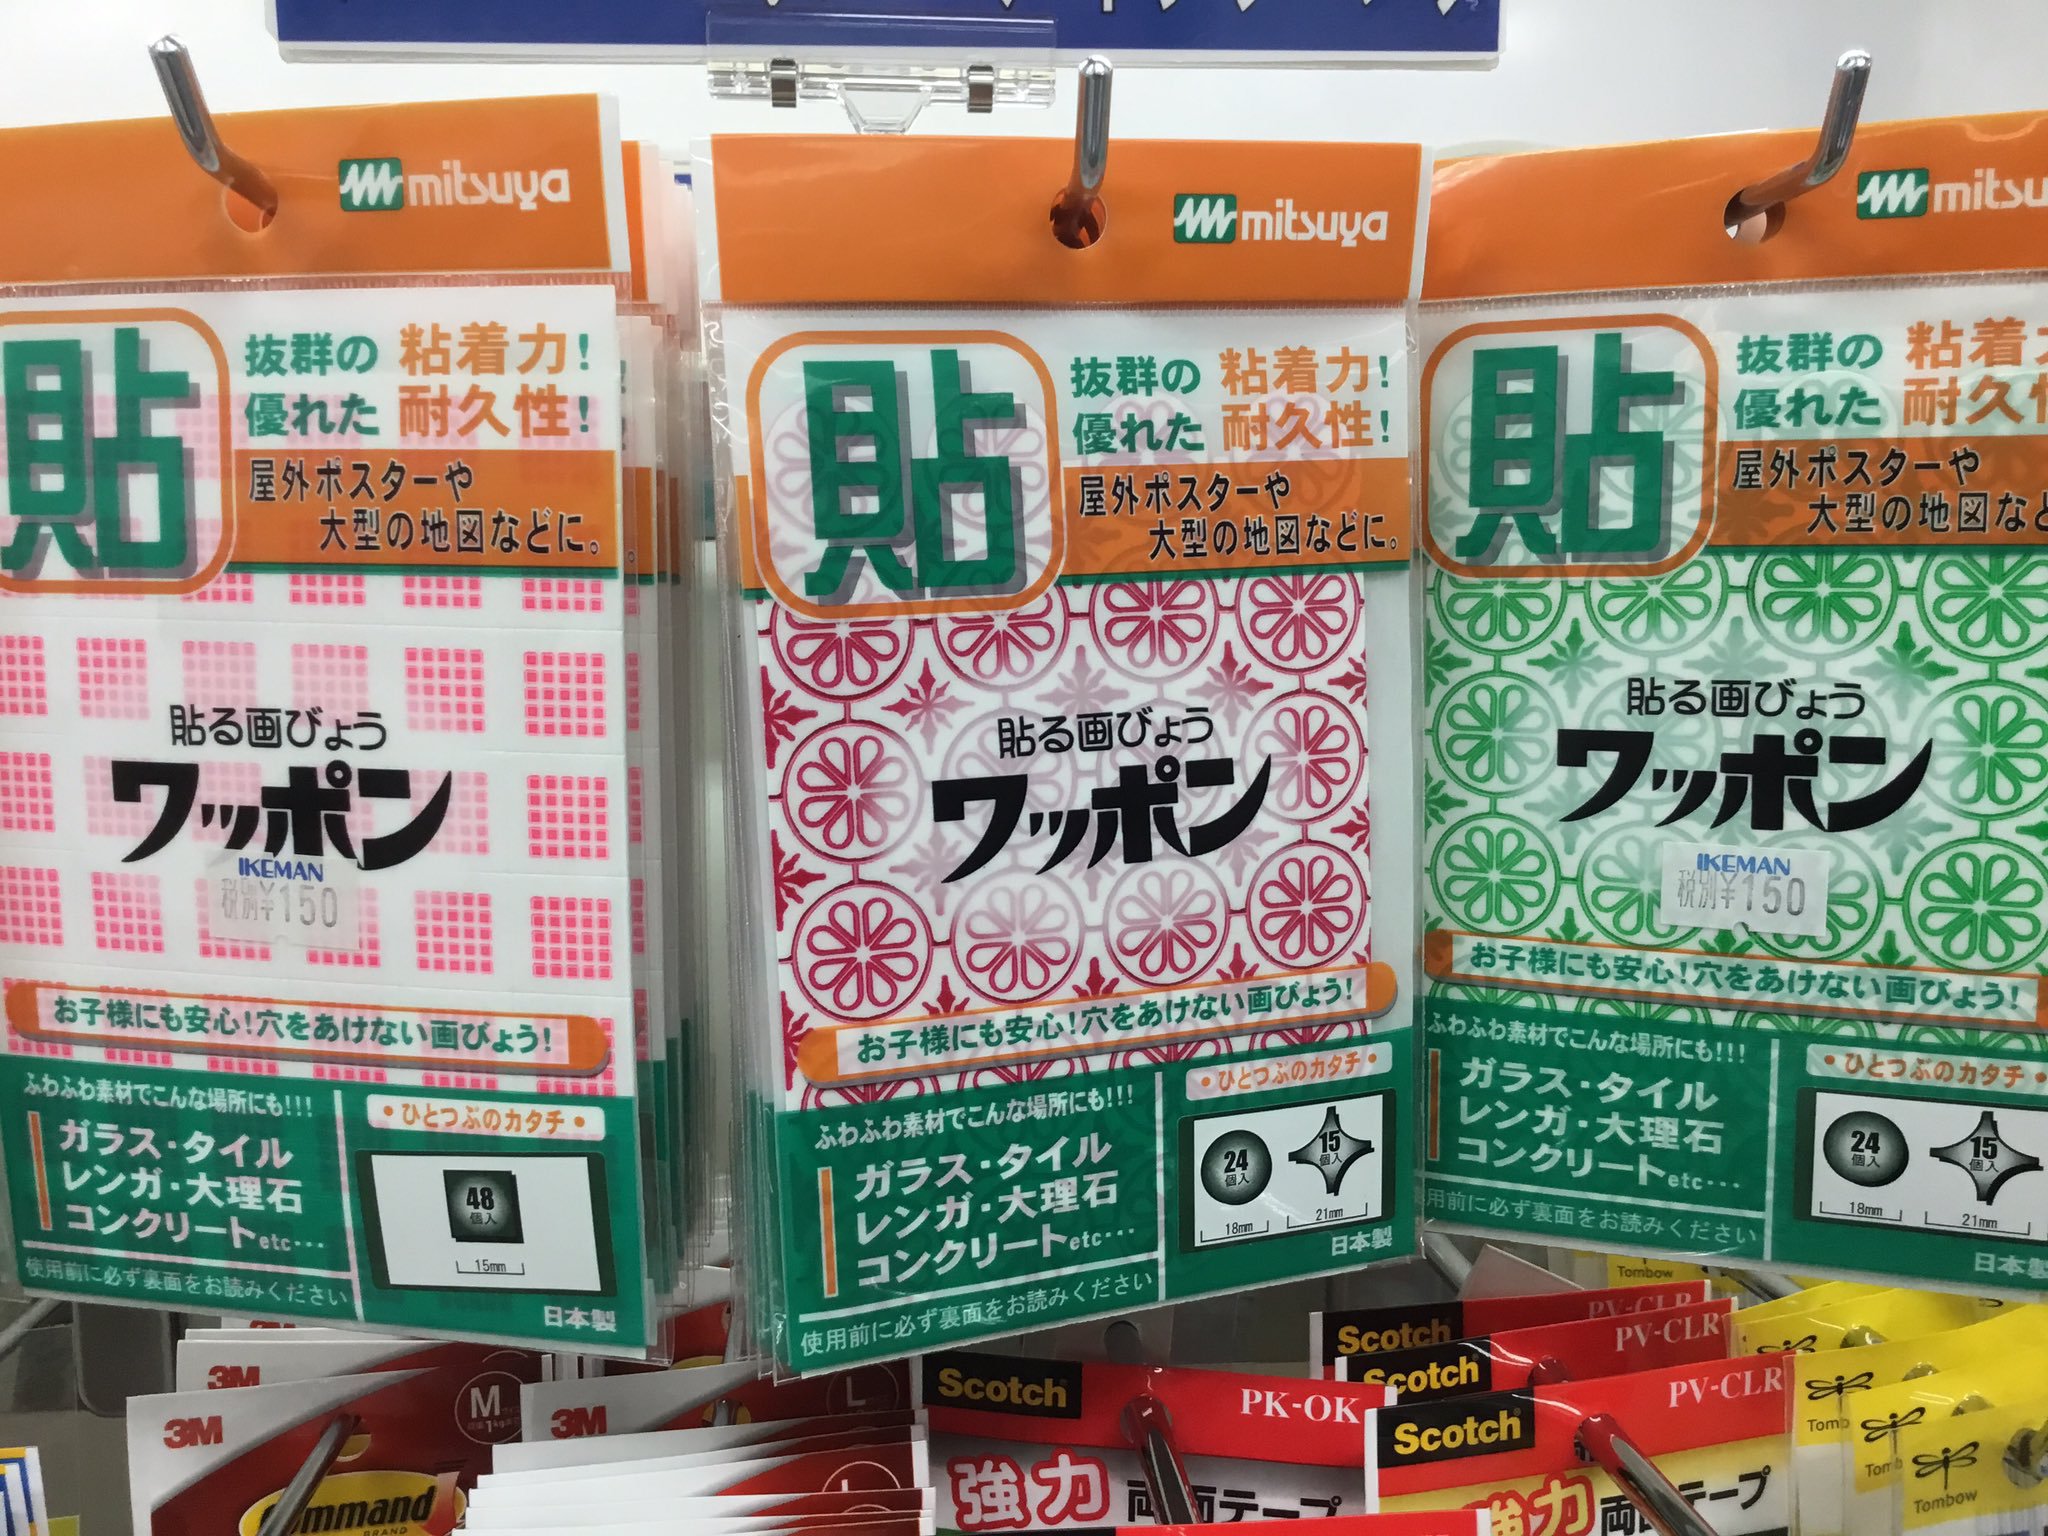 mitsuya
貼
抜群の 粘着力!
優れた 耐久性!
屋外ポスターや
大型の地図などに。
貼る画びょう
ワッポン
IKEMAN
税別¥150
お子様にも安心!穴をあけない画びょう!
ふわふわ素材でこんな場所にも!!!
ガラス・タイル
レンガ・大理石
コンクリートetc…
使用前に必ず裏面をお読みください
・ひとつぶのカタチ・
48
個入
15mm
日本製
mitsuya
貼
抜群の 粘着力!
優れた 耐久性!
屋外ポスターや
大型の地図などに。
貼る画びょう
ワッポン
お子様にも安心!穴をあけない画びょう!
ふわふわ素材でこんな場所にも!!!
ガラス・タイル
レンガ・大理石
コンクリートetc…
使用前に必ず裏面をお読みください
・ひとつぶのカタチ・
24
個入
15
個入
18mm
21mm
日本製
mitsu
貼
抜群の 粘着
優れた 耐久
屋外ポスターや
大型の地図など
貼る画びょう
ワッポン
IKEMAN
税別¥150
お子様にも安心!穴をあけない画びょう!
ふわふわ素材でこんな場所にも!!!
ガラス・タイル
レンガ・大理石
コンクリートetc…
用前に必ず裏面をお読みください
・ひとつぶのカタチ・
24
個入
15
個入
18mm
21mm
日本製
3M
3M
M
Command
BRAND
3M
L
Scotch
PK-OK
強力 両面テープ
Scotch
PV-CLR
Scotch
PV-CLR
Scotch
PV-CLR
強力 両面テープ
Tombow
Tomb
Tom
Tombow